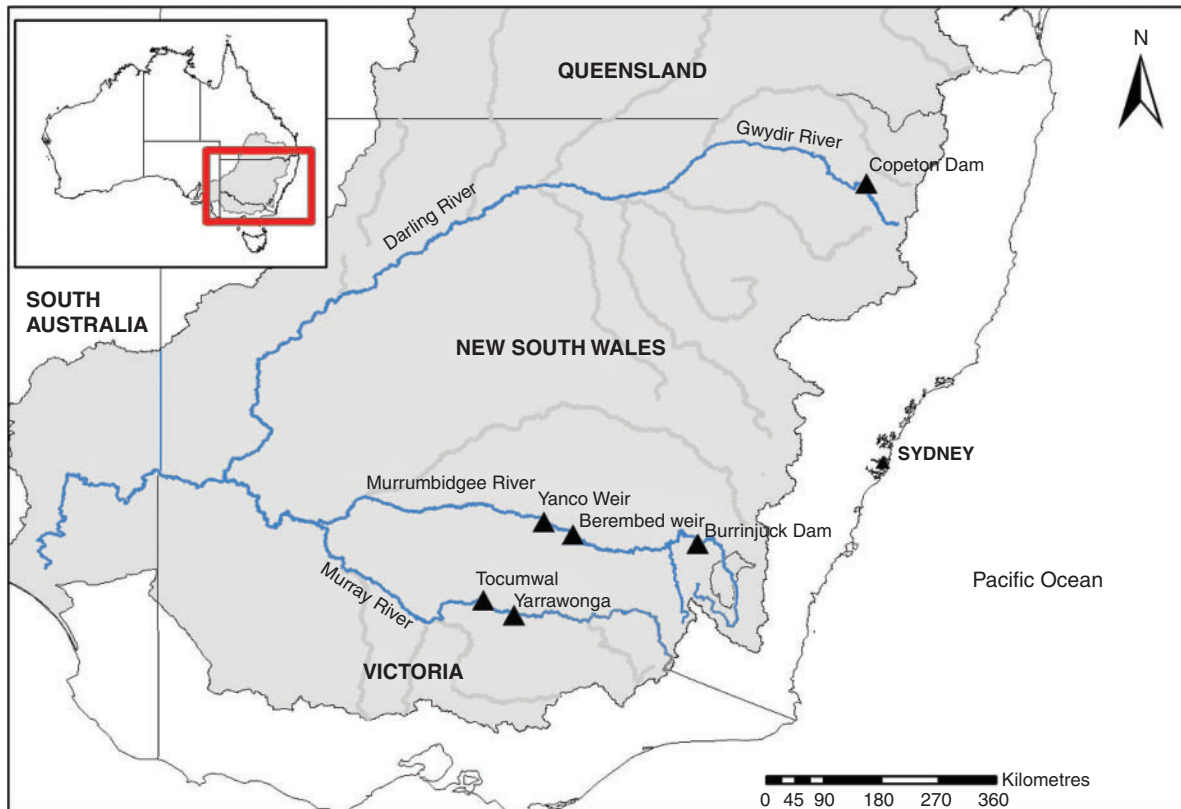 QUEENSLAND
N
Gwydir River
Copeton Dam
Darling River
SOUTH
AUSTRALIA
NEW SOUTH WALES
SYDNEY
Murrumbidgee River
Yanco Weir
Berembed weir
Burrinjuck Dam
Pacific Ocean
Tocumwal
Yarrawonga
Murray River
VICTORIA
Kilometres
0 45 90 180 270 360